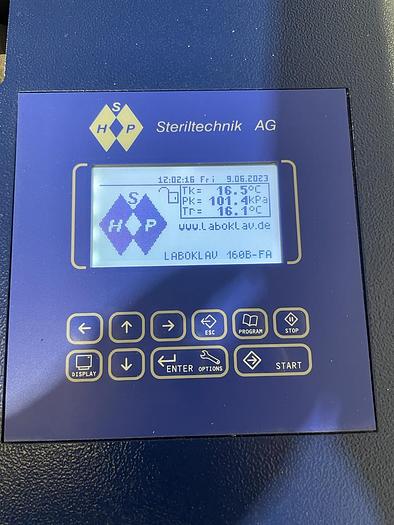 S
H P
Steriltechnik AG
12:02:16 Fri 9.06.2023
Tk= 16.5°C
Pk= 101.4kPa
Tr= 16.1°C
S
H P
www.laboklav.de
LABOKLAV 160B-FA
ESC
PROGRAM
STOP
DISPLAY
ENTER OPTIONS
START